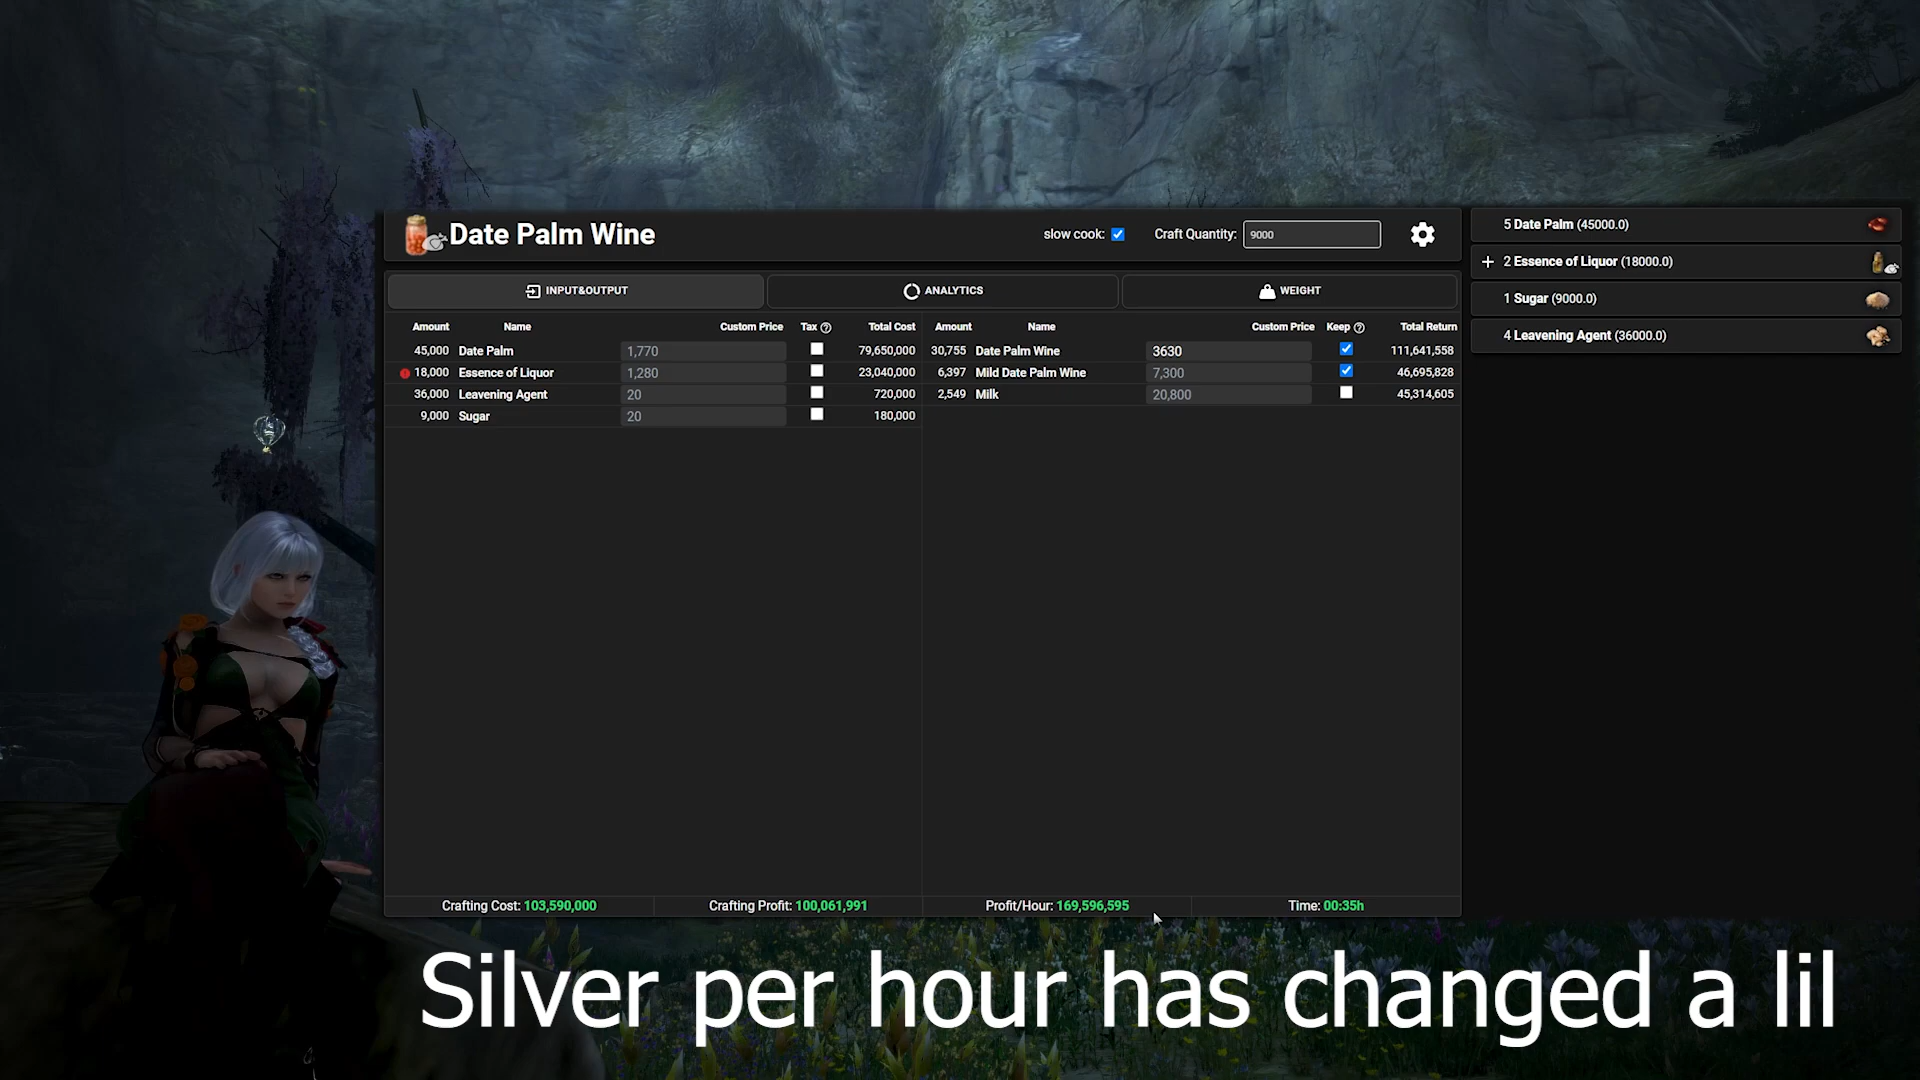 Date Palm Wine
slow cook:
Craft Quantity: 9000
INPUT&OUTPUT
ANALYTICS
WEIGHT
Amount Name Custom Price Tax Total Cost
45,000 Date Palm 1,770 79,650,000
18,000 Essence of Liquor 1,280 23,040,000
36,000 Leavening Agent 20 720,000
9,000 Sugar 20 180,000
Amount Name Custom Price Keep Total Return
30,755 Date Palm Wine 3630 111,641,558
6,397 Mild Date Palm Wine 7,300 46,695,828
2,549 Milk 20,800 45,314,605
Crafting Cost: 103,590,000
Crafting Profit: 100,061,991
Profit/Hour: 169,596,595
Time: 00:35h
5 Date Palm (45000.0)
2 Essence of Liquor (18000.0)
1 Sugar (9000.0)
4 Leavening Agent (36000.0)
Silver per hour has changed a lil